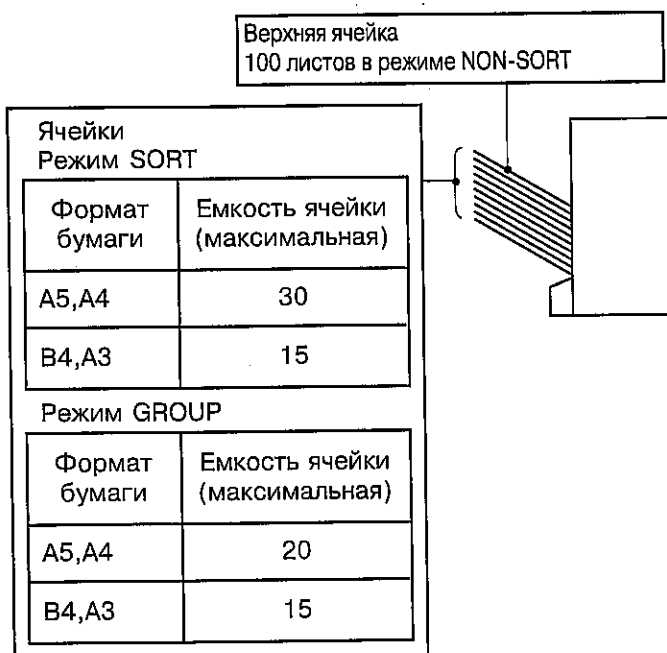 Верхняя ячейка
100 листов в режиме NON-SORT
Ячейки
Режим SORT
Формат бумаги
Емкость ячейки (максимальная)
A5,A4
30
B4,A3
15
Режим GROUP
Формат бумаги
Емкость ячейки (максимальная)
A5,A4
20
B4,A3
15